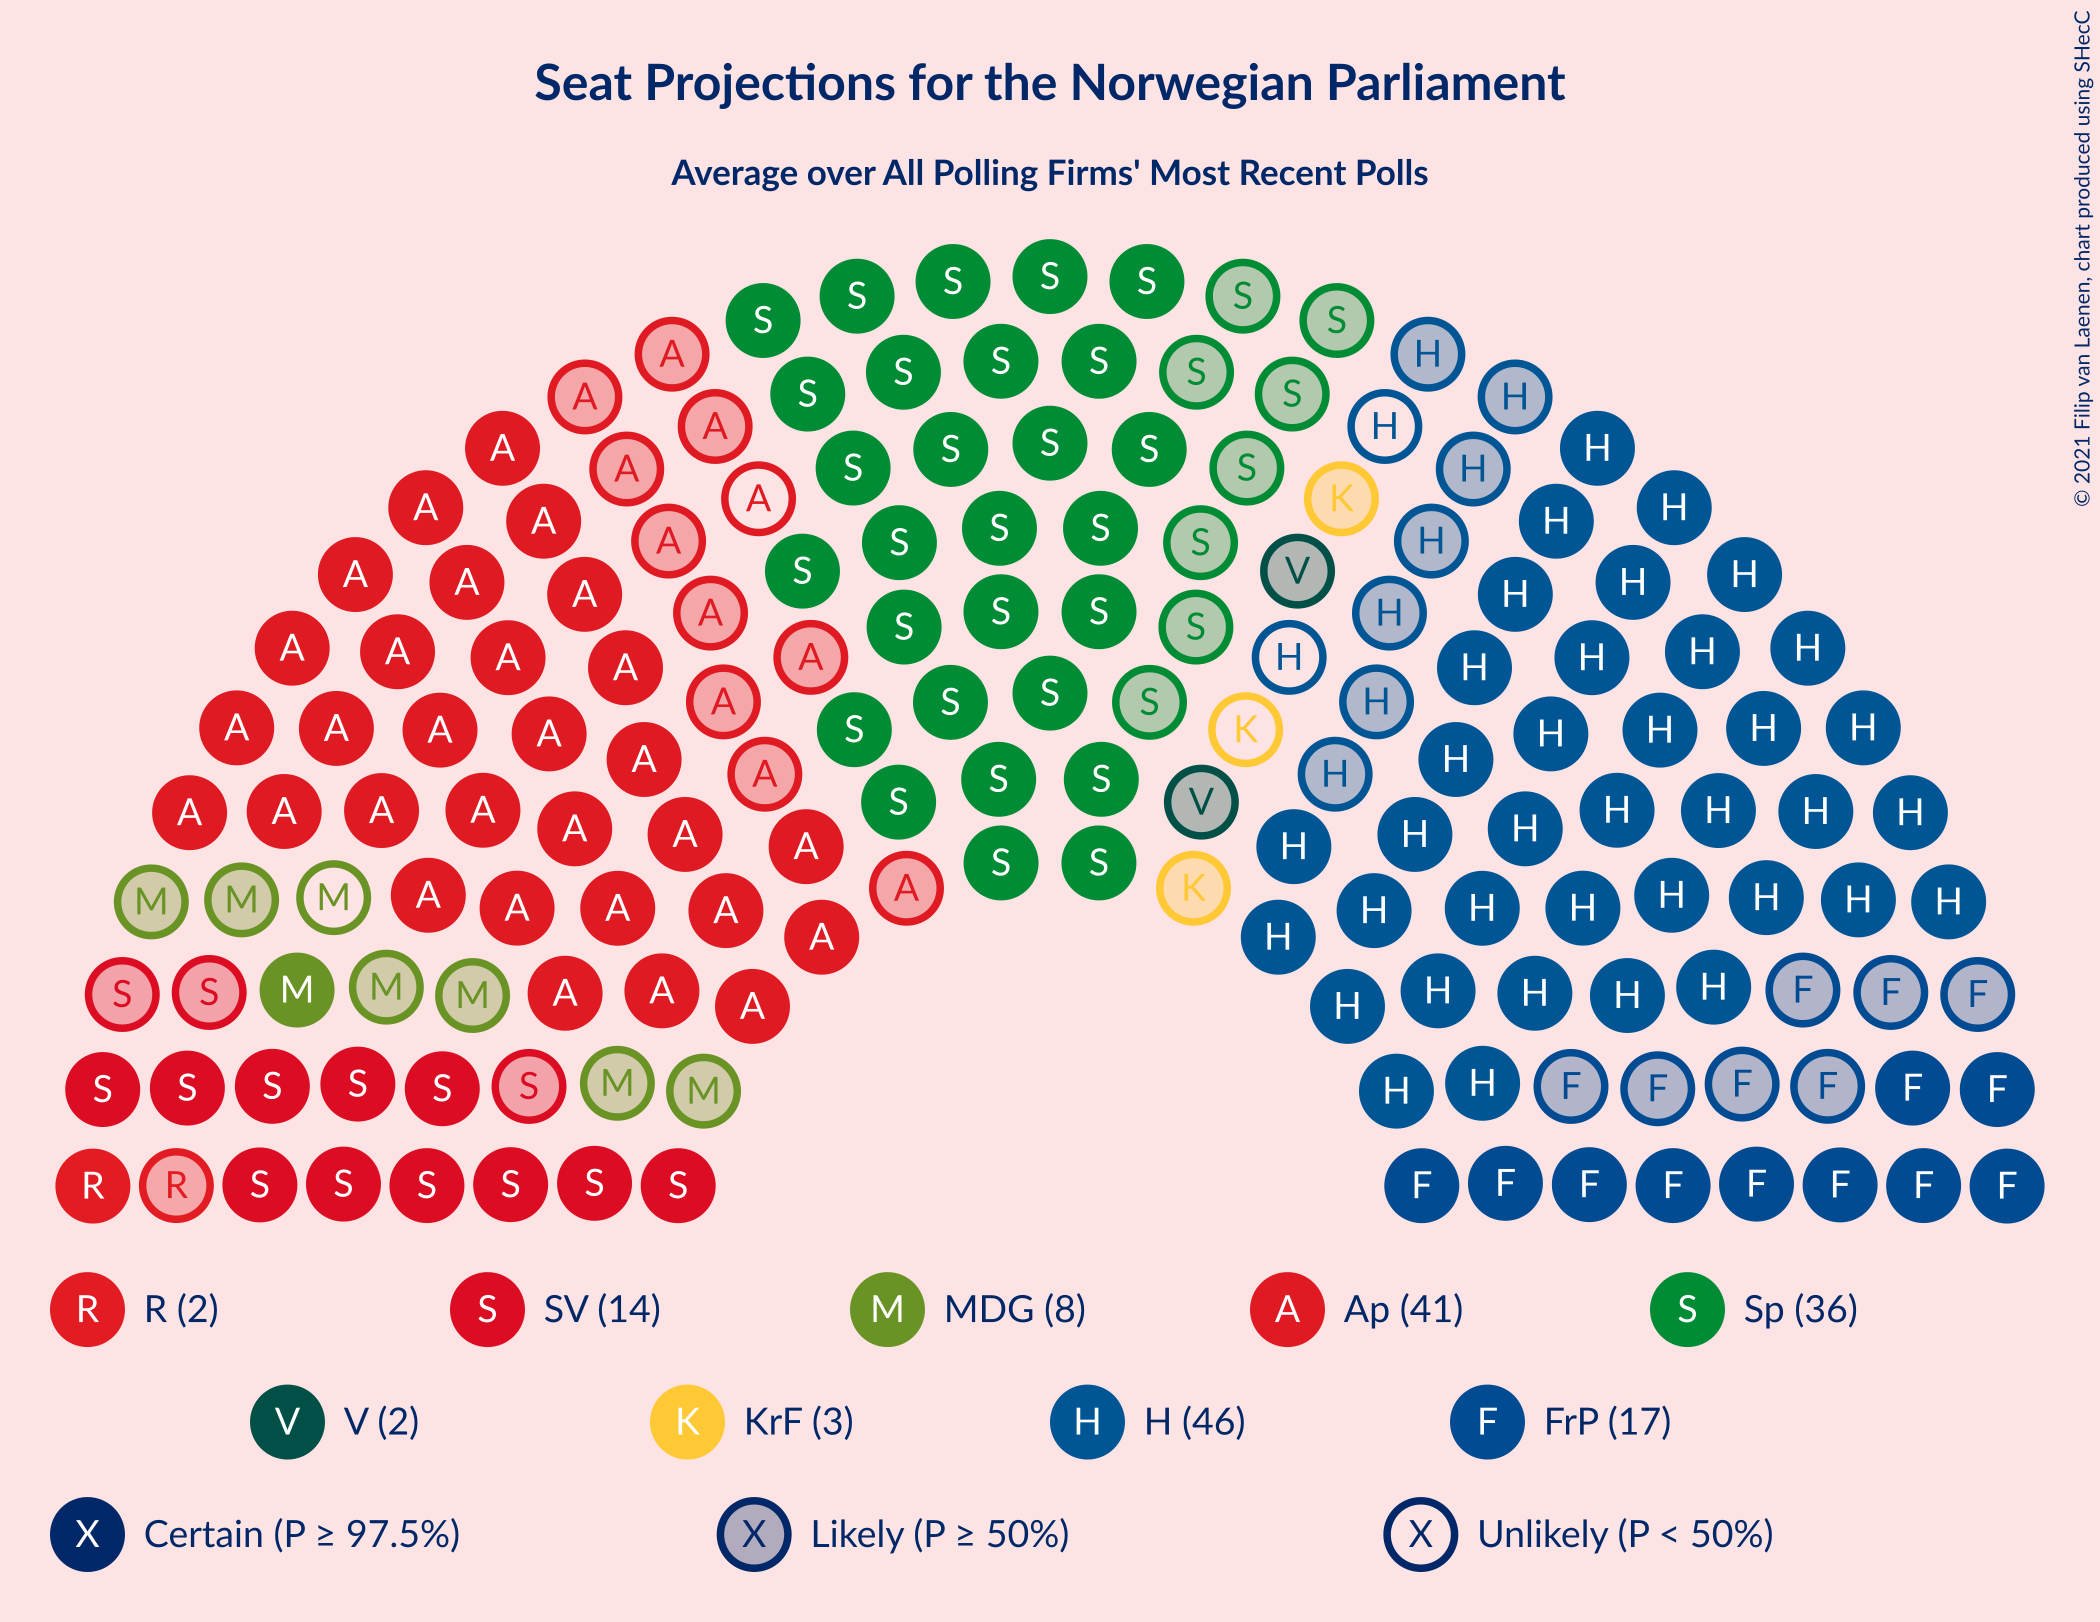 Seat Projections for the Norwegian Parliament
Average over All Polling Firms' Most Recent Polls
© 2021 Filip van Laenen, chart produced using SHecC
S S S S S S S
A A H H
S S S S S S
A A H H
S S S S S
A A A K H H
S S S S
A A A V H H
S S S S
A A A A H H H H
S S S S
A A A A A K H H H H
S S S V
A A A A A A H H H H H H
S S
A A A A A A A K H H H H H H
M M M A A A A A H H H H H H H H
S S M M M A A A H H H H H F F F
S S S S S S M M H H F F F F F F
R R S S S S S S F F F F F F F F
R R (2) S SV (14) M MDG (8) A Ap (41) S Sp (36)
V V (2) K KrF (3) H H (46) F FrP (17)
X Certain (P ≥ 97.5%) X Likely (P ≥ 50%) X Unlikely (P < 50%)